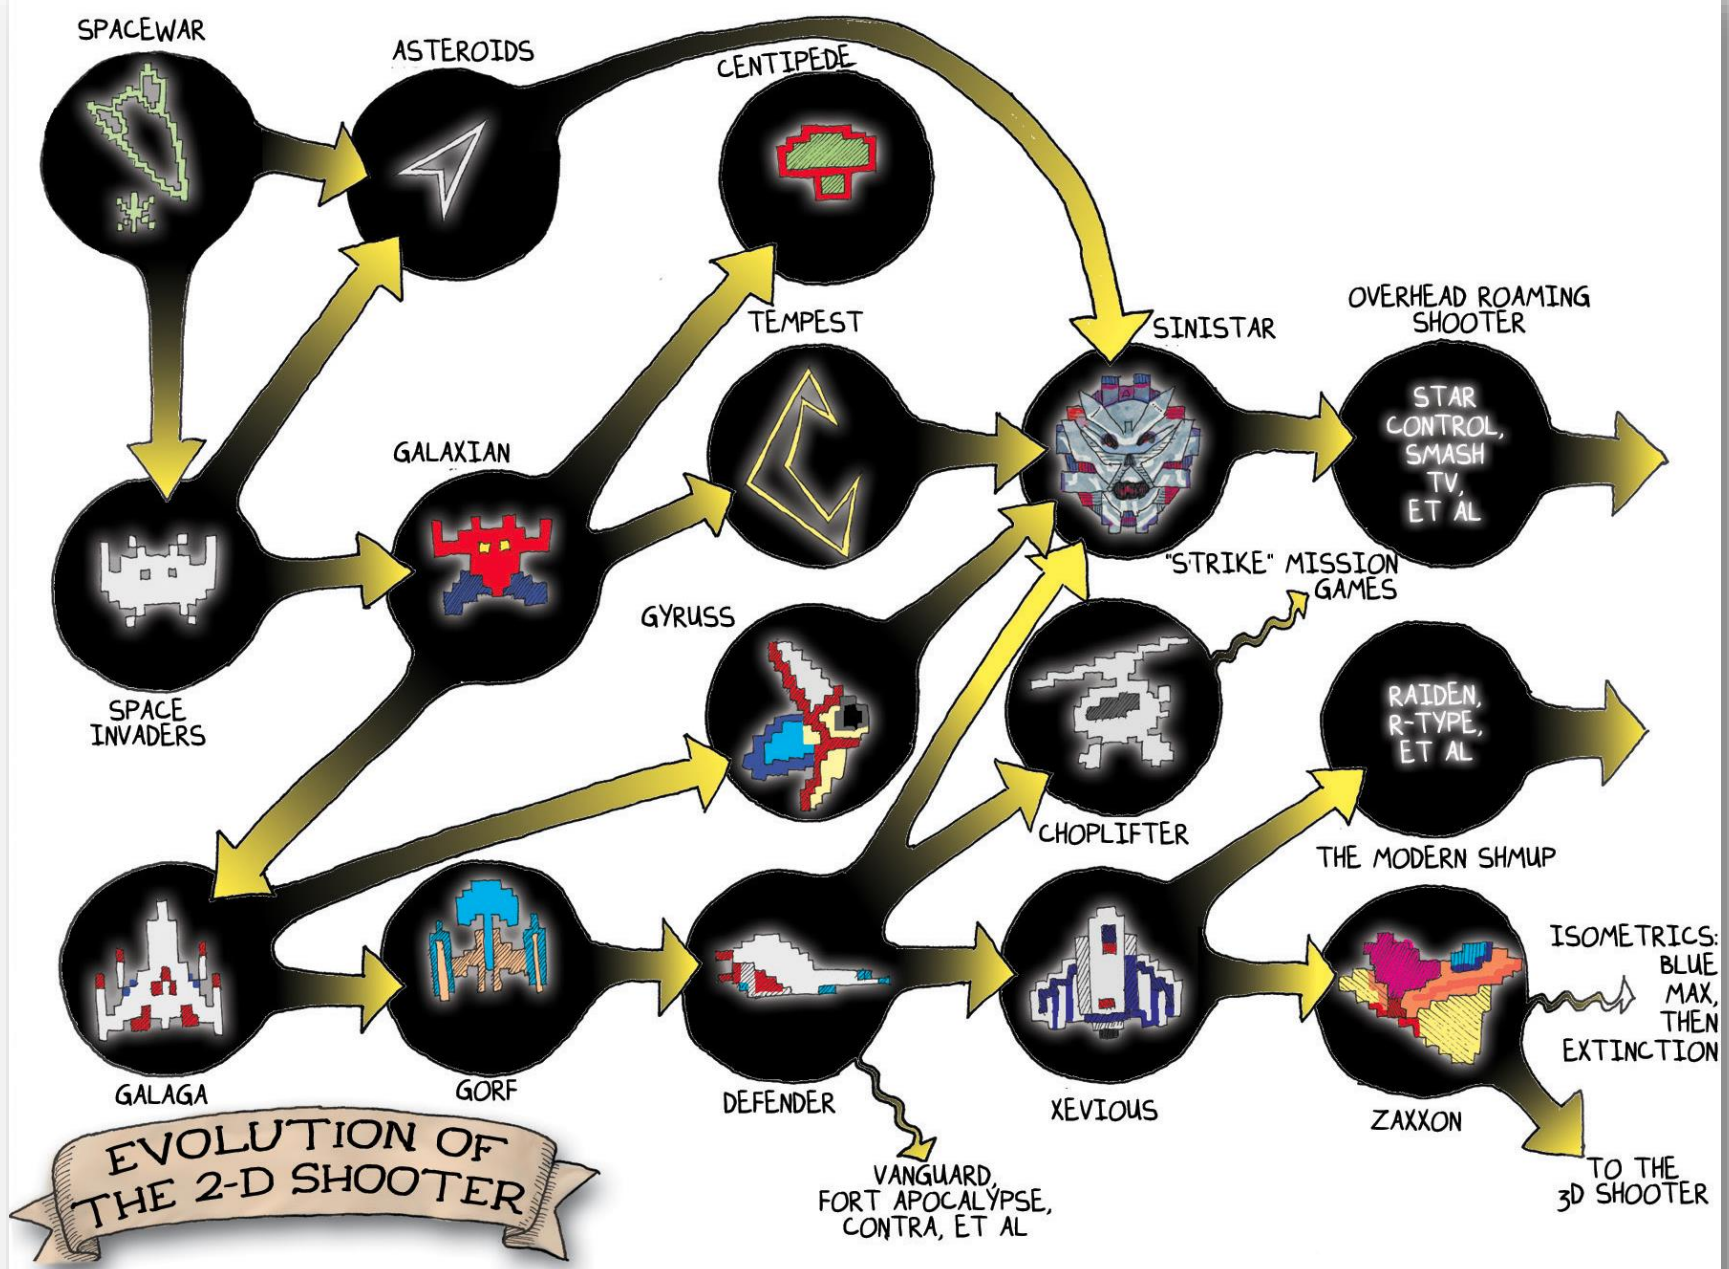 SPACEWAR
ASTEROIDS
CENTIPEDE
TEMPEST
SINISTAR
OVERHEAD ROAMING
SHOOTER
STAR
CONTROL,
SMASH
TV,
ET AL
GALAXIAN
"STRIKE" MISSION
GAMES
GYRUSS
SPACE
INVADERS
RAIDEN,
R-TYPE,
ET AL
CHOPLIFTER
THE MODERN SHMUP
ISOMETRICS:
BLUE
MAX,
THEN
EXTINCTION
GALAGA
GORF
DEFENDER
XEVIOUS
ZAXXON
EVOLUTION OF
THE 2-D SHOOTER
VANGUARD,
FORT APOCALYPSE,
CONTRA, ET AL
TO THE
3D SHOOTER